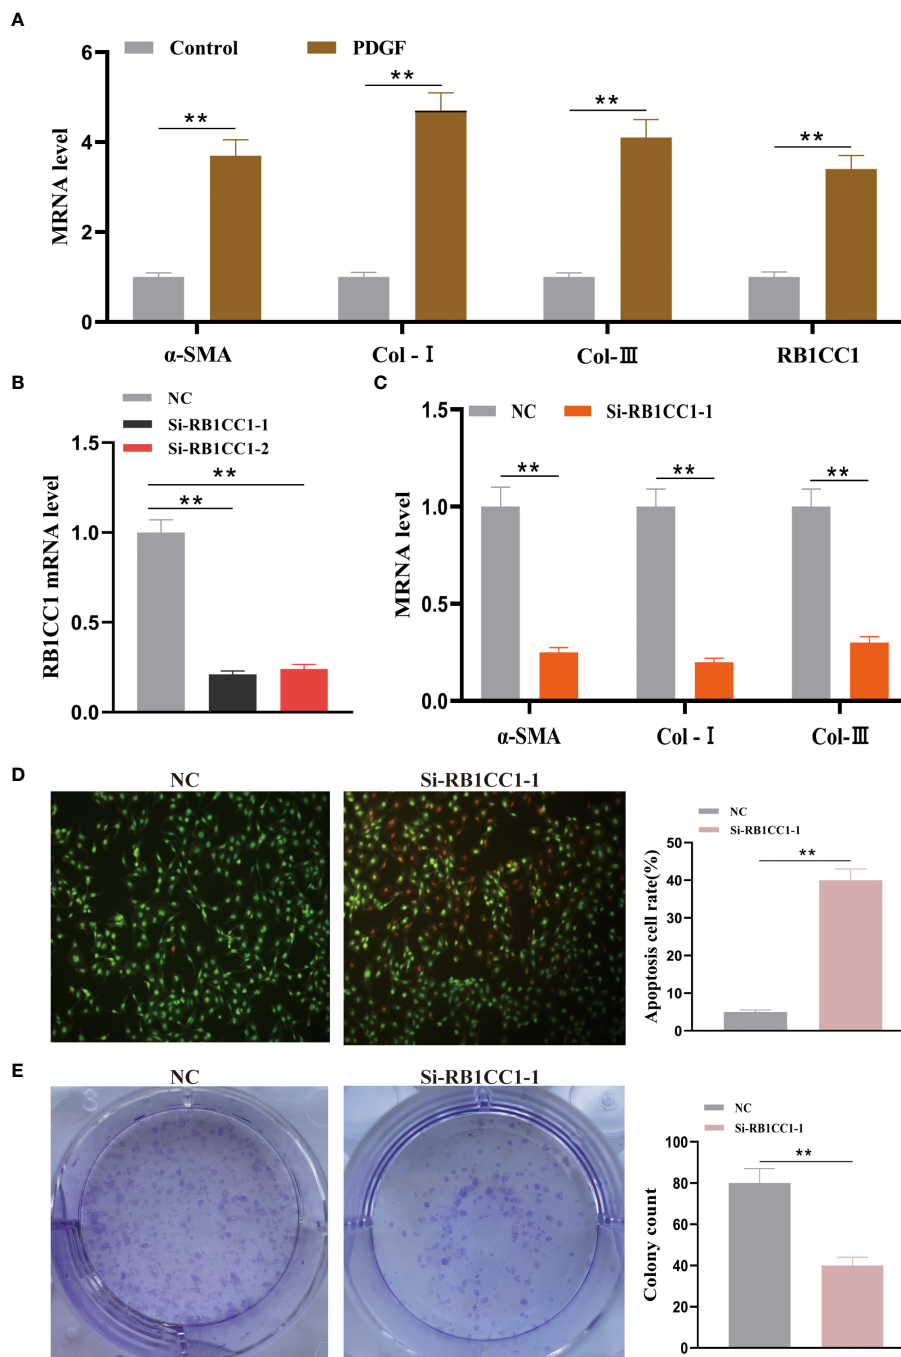 A
Control PDGF
MRNA level
6
4
2
0
** ** ** **
α-SMA Col - Ⅰ Col-Ⅲ RB1CC1
B
NC
Si-RB1CC1-1
Si-RB1CC1-2
RB1CC1 mRNA level
1.5
1.0
0.5
0.0
**
**
C
NC Si-RB1CC1-1
MRNA level
1.5
1.0
0.5
0.0
** ** **
α-SMA Col - Ⅰ Col-Ⅲ
D
NC Si-RB1CC1-1
NC
Si-RB1CC1-1
Apoptosis cell rate(%)
50
40
30
20
10
0
**
E
NC Si-RB1CC1-1
NC
Si-RB1CC1-1
Colony count
100
80
60
40
20
0
**